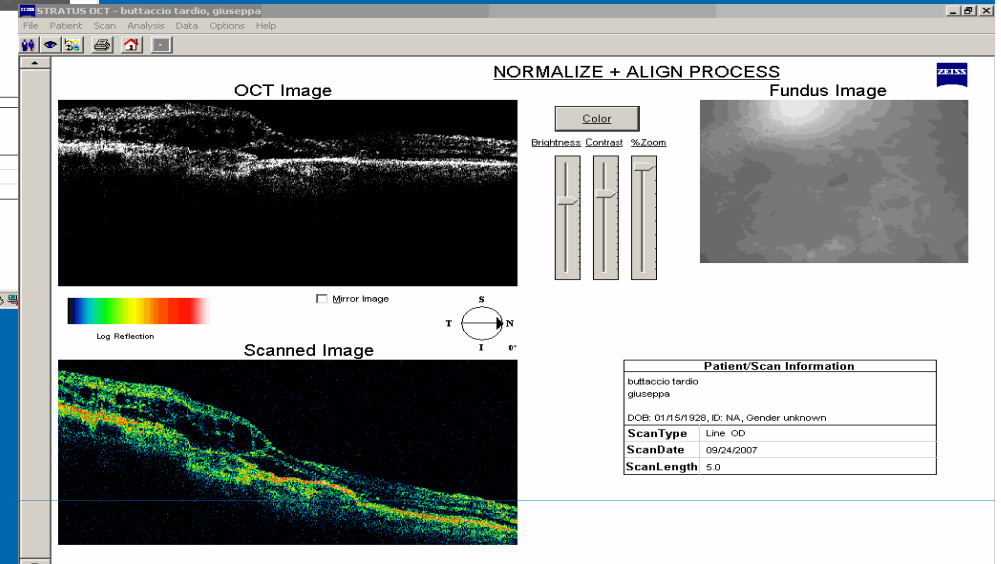 STRATUS OCT - buttaccio tardio, giuseppa
File Patient Scan Analysis Data Options Help
NORMALIZE + ALIGN PROCESS
ZEISS
OCT Image
Fundus Image
Color
Brightness Contrast %Zoom
Mirror Image
Log Reflection
S
T N
I 0°
Scanned Image
Patient/Scan Information
buttaccio tardio
giuseppa
DOB: 01/15/1928, ID: NA, Gender unknown
ScanType Line OD
ScanDate 09/24/2007
ScanLength 5.0